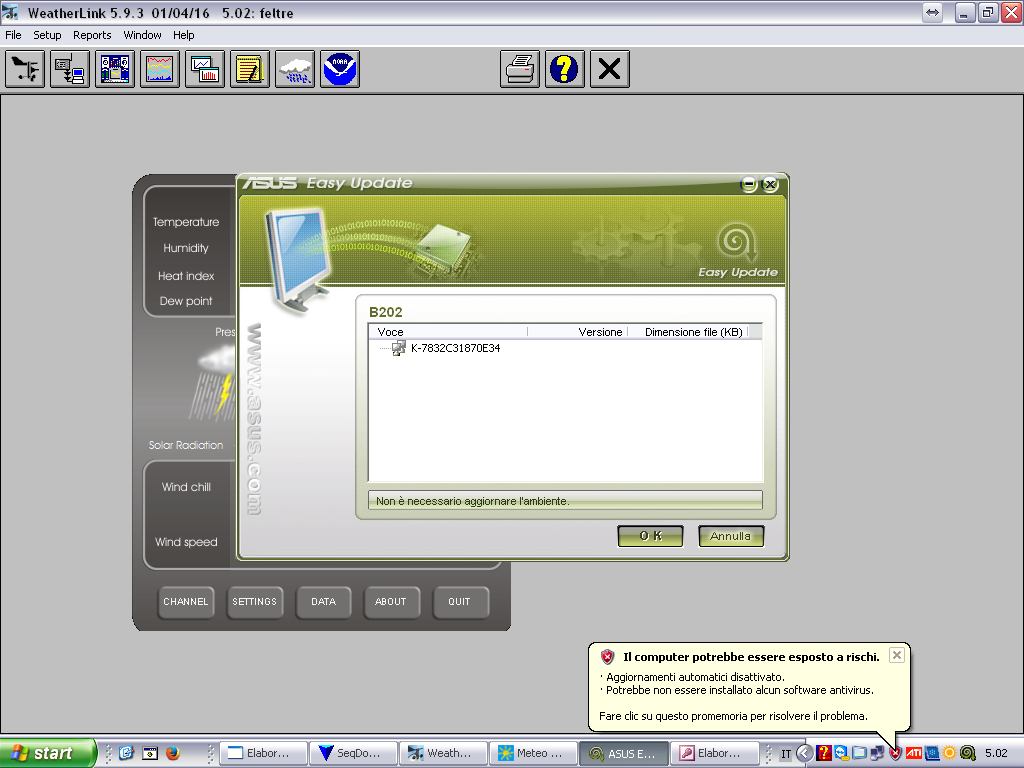 WeatherLink 5.9.3 01/04/16 5.02: feltre
File Setup Reports Window Help
NOAA
ASUS Easy Update
Temperature
Humidity
Heat index
Dew point
Pres
Solar Radiation
Wind chill
Wind speed
1010101010101010101
Easy Update
www.asus.com
B202
Voce Versione Dimensione file (KB)
K-7832C31870E34
Non è necessario aggiornare l'ambiente.
OK Annulla
CHANNEL SETTINGS DATA ABOUT QUIT
Il computer potrebbe essere esposto a rischi.
· Aggiornamenti automatici disattivato.
· Potrebbe non essere installato alcun software antivirus.
Fare clic su questo promemoria per risolvere il problema.
start Elabor... SeqDo... Weath... Meteo ... ASUS E... Elabor... IT ATI 5.02